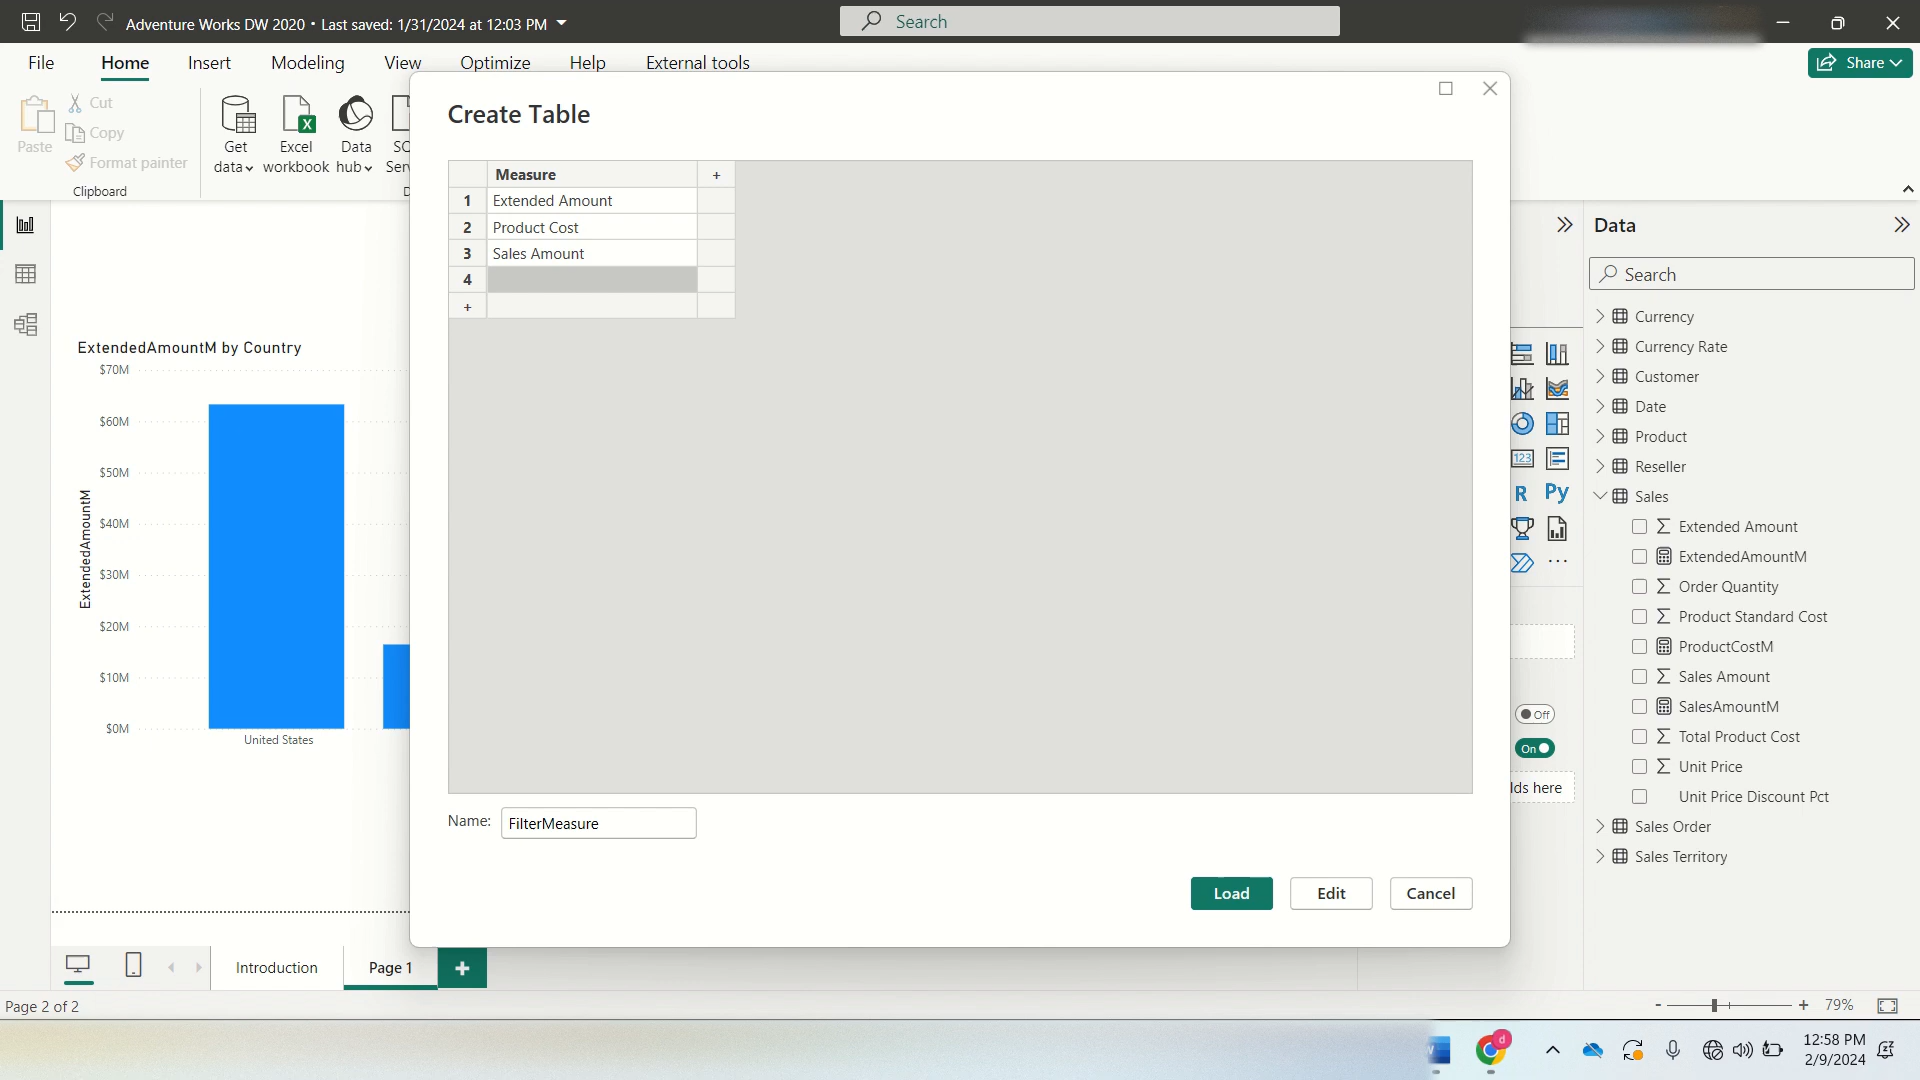 Adventure Works DW 2020 • Last saved: 1/31/2024 at 12:03 PM
Search
File
Home
Insert
Modeling
View
Optimize
Help
External tools
Share
Paste
Cut
Copy
Format painter
Clipboard
Get data
Excel workbook
Data hub
Create Table
Measure
+
1 Extended Amount
2 Product Cost
3 Sales Amount
4
+
Name: FilterMeasure
Load
Edit
Cancel
ExtendedAmountM by Country
$70M
$60M
$50M
$40M
$30M
$20M
$10M
$0M
ExtendedAmountM
United States
R
Py
123
Off
On
lds here
Data
Search
Currency
Currency Rate
Customer
Date
Product
Reseller
Sales
Extended Amount
ExtendedAmountM
Order Quantity
Product Standard Cost
ProductCostM
Sales Amount
SalesAmountM
Total Product Cost
Unit Price
Unit Price Discount Pct
Sales Order
Sales Territory
Introduction
Page 1
+
Page 2 of 2
- + 79%
12:58 PM
2/9/2024